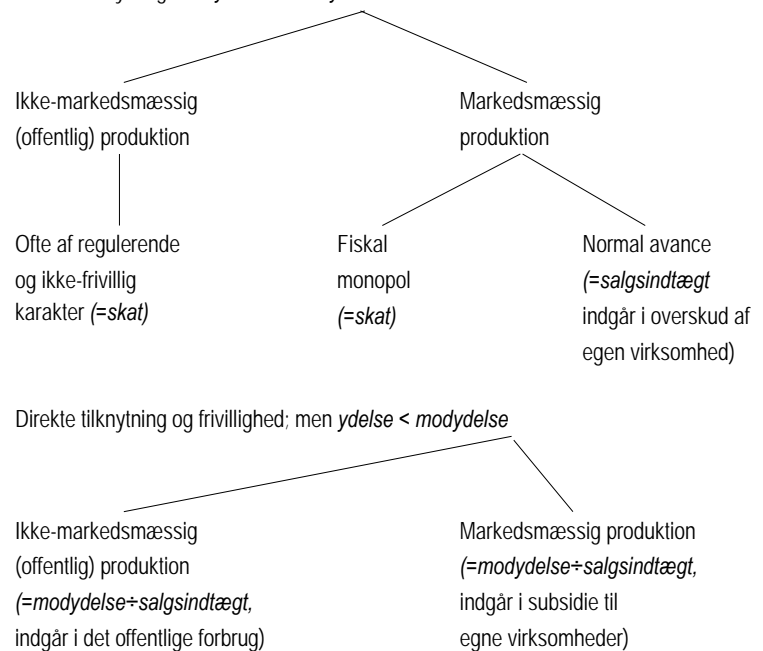 Ikke-markedsmæssig
(offentlig) produktion
Markedsmæssig
produktion
Ofte af regulerende
og ikke-frivillig
karakter (=skat)
Fiskal
monopol
(=skat)
Normal avance
(=salgsindtægt
indgår i overskud af
egen virksomhed)
Direkte tilknytning og frivillighed; men ydelse < modydelse
Ikke-markedsmæssig
(offentlig) produktion
(=modydelse÷salgsindtægt,
indgår i det offentlige forbrug)
Markedsmæssig produktion
(=modydelse÷salgsindtægt,
indgår i subsidie til
egne virksomheder)